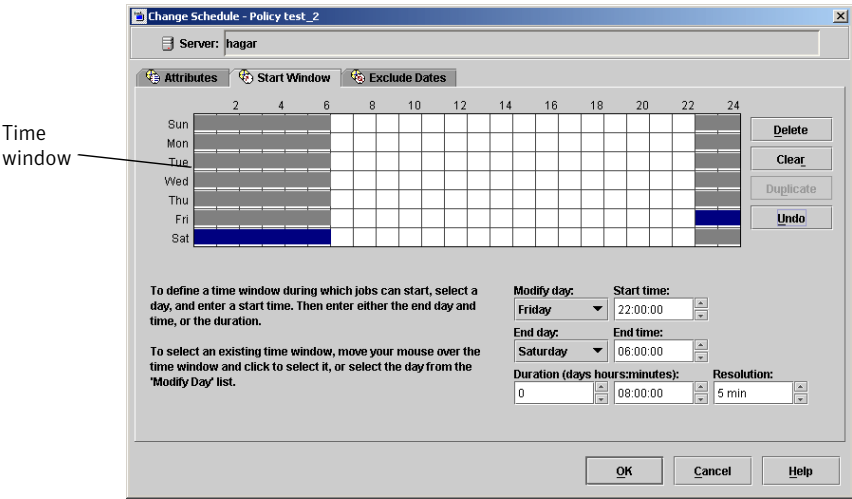 Change Schedule - Policy test_2
Server: hagar
Attributes Start Window Exclude Dates
2 4 6 8 10 12 14 16 18 20 22 24
Time
window
Sun
Mon
Tue
Wed
Thu
Fri
Sat
Delete
Clear
Duplicate
Undo
To define a time window during which jobs can start, select a
day, and enter a start time. Then enter either the end day and
time, or the duration.
To select an existing time window, move your mouse over the
time window and click to select it, or select the day from the
'Modify Day' list.
Modify day: Start time:
Friday 22:00:00
End day: End time:
Saturday 06:00:00
Duration (days hours:minutes): Resolution:
0 08:00:00 5 min
OK Cancel Help